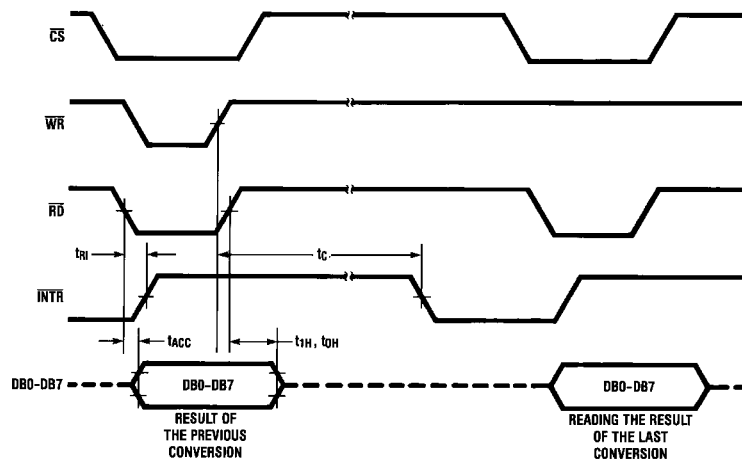 CS
WR
RD
tRI
tC
INTR
tACC
t1H, t0H
DB0-DB7
DB0-DB7
DB0-DB7
RESULT OF
THE PREVIOUS
CONVERSION
READING THE RESULT
OF THE LAST
CONVERSION